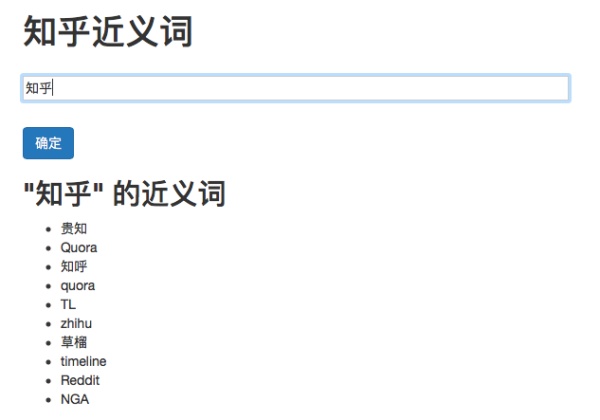 知乎近义词
知乎
确定
"知乎" 的近义词
贵知
Quora
知呼
quora
TL
zhihu
草榴
timeline
Reddit
NGA